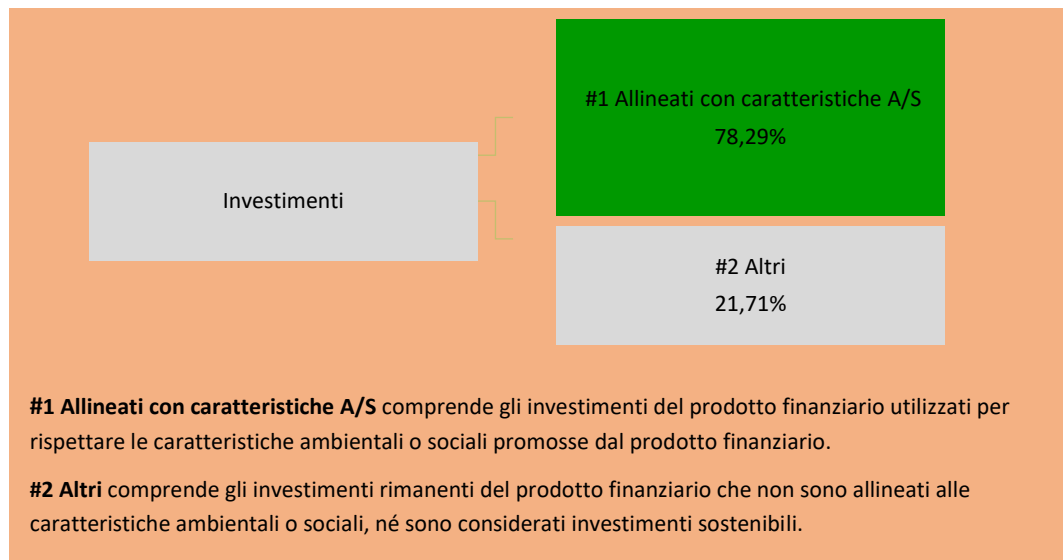 #1 Allineati con caratteristiche A/S
78,29%
Investimenti
#2 Altri
21,71%
#1 Allineati con caratteristiche A/S comprende gli investimenti del prodotto finanziario utilizzati per
rispettare le caratteristiche ambientali o sociali promosse dal prodotto finanziario.
#2 Altri comprende gli investimenti rimanenti del prodotto finanziario che non sono allineati alle
caratteristiche ambientali o sociali, né sono considerati investimenti sostenibili.